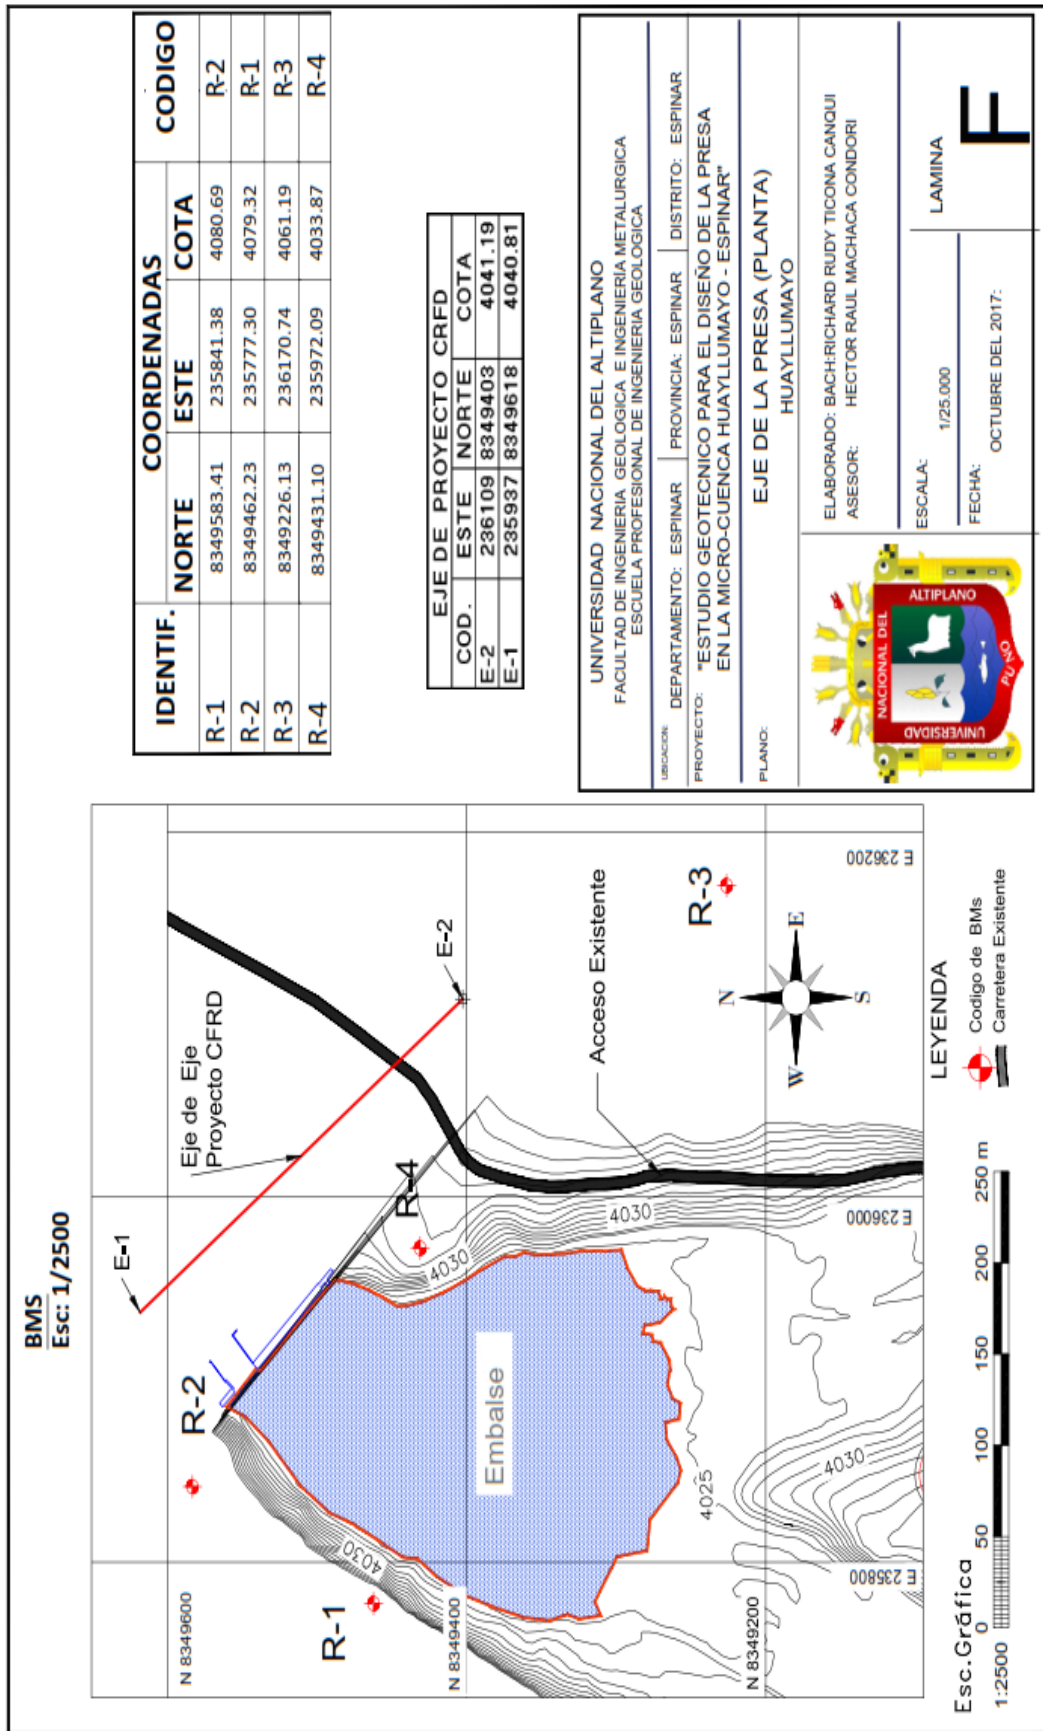 BMS
Esc: 1/2500
N 8349600
N 8349400
N 8349200
E 235800
E 236000
E 236200
R-1
R-2
R-4
R-3
E-1
E-2
Eje de Eje
Proyecto CFRD
Acceso Existente
Embalse
4030
4030
4030
4025
4030
N
W
E
S
LEYENDA
Codigo de BMs
Carretera Existente
Esc.Gráfica
1:2500
0 50 100 150 200 250 m
IDENTIF. COORDENADAS CODIGO
NORTE ESTE COTA
R-1 8349583.41 235841.38 4080.69 R-2
R-2 8349462.23 235777.30 4079.32 R-1
R-3 8349226.13 236170.74 4061.19 R-3
R-4 8349431.10 235972.09 4033.87 R-4
EJE DE PROYECTO CRFD
COD. ESTE NORTE COTA
E-2 236109 8349403 4041.19
E-1 235937 8349618 4040.81
UNIVERSIDAD NACIONAL DEL ALTIPLANO
FACULTAD DE INGENIERIA GEOLOGICA E INGENIERÍA METALURGICA
ESCUELA PROFESIONAL DE INGENIERIA GEOLOGICA
UBICACION:
DEPARTAMENTO: ESPINAR PROVINCIA: ESPINAR DISTRITO: ESPINAR
PROYECTO: "ESTUDIO GEOTECNICO PARA EL DISEÑO DE LA PRESA
EN LA MICRO-CUENCA HUAYLLUMAYO - ESPINAR"
PLANO:
EJE DE LA PRESA (PLANTA)
HUAYLLUMAYO
ELABORADO: BACH:RICHARD RUDY TICONA CANQUI
ASESOR: HECTOR RAUL MACHACA CONDORI
ESCALA:
1/25.000
FECHA:
OCTUBRE DEL 2017:
LAMINA
F
UNIVERSIDAD
NACIONAL DEL
ALTIPLANO
PUNO